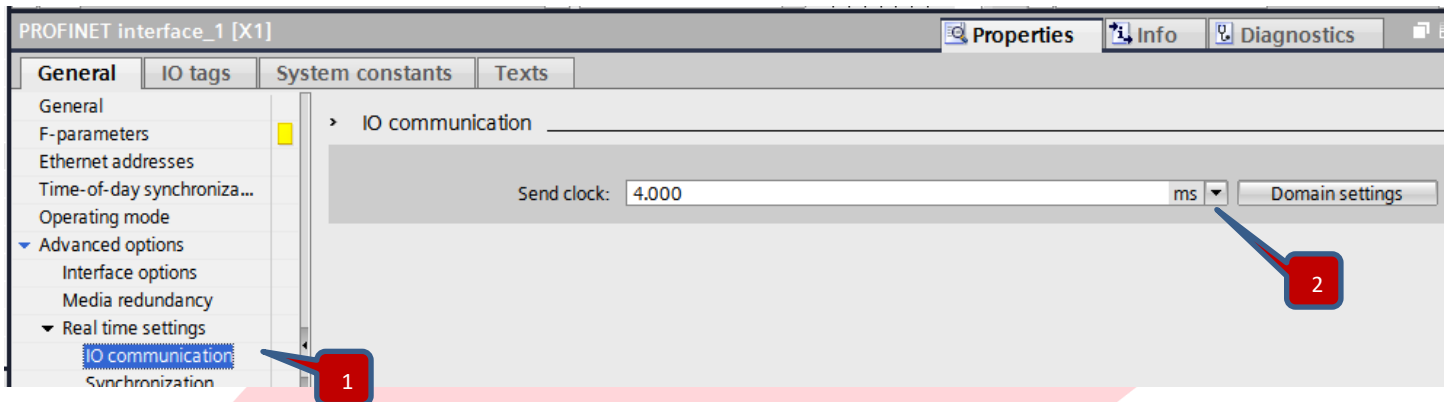 PROFINET interface_1 [X1]
Properties
Info
Diagnostics
General
IO tags
System constants
Texts
General
F-parameters
Ethernet addresses
Time-of-day synchroniza...
Operating mode
Advanced options
Interface options
Media redundancy
Real time settings
IO communication
Synchronization
IO communication
Send clock: 4.000 ms Domain settings
1
2